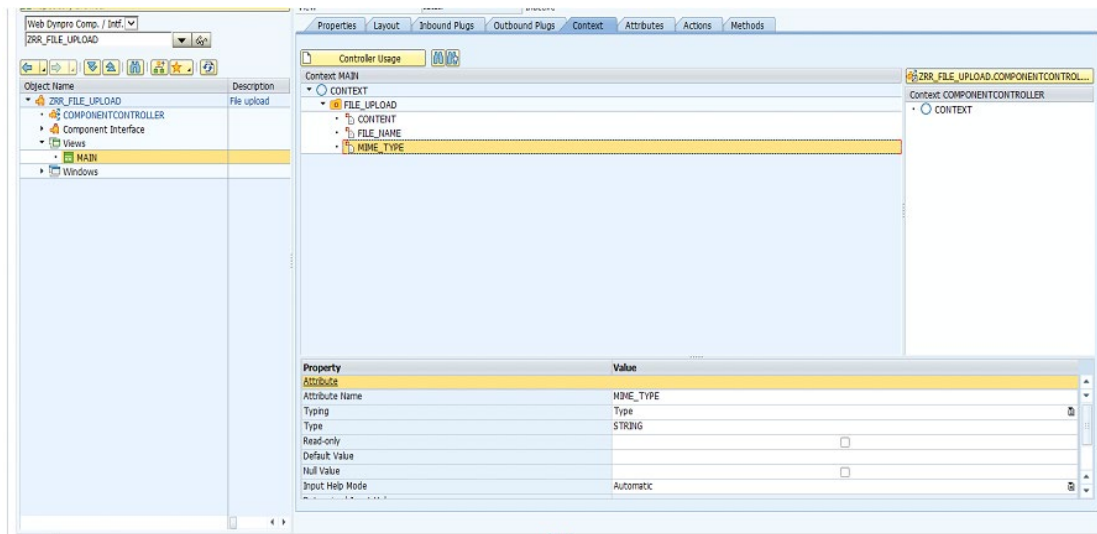 Web Dynpro Comp. / Intf.
ZRR_FILE_UPLOAD
Object Name Description
ZRR_FILE_UPLOAD File upload
COMPONENTCONTROLLER
Component Interface
Views
MAIN
Windows
Properties Layout Inbound Plugs Outbound Plugs Context Attributes Actions Methods
Controller Usage
Context MAIN
CONTEXT
FILE_UPLOAD
CONTENT
FILE_NAME
MIME_TYPE
ZRR_FILE_UPLOAD.COMPONENTCONTROL...
Context COMPONENTCONTROLLER
CONTEXT
Property Value
Attribute
Attribute Name MIME_TYPE
Typing Type
Type STRING
Read-only
Default Value
Null Value
Input Help Mode Automatic